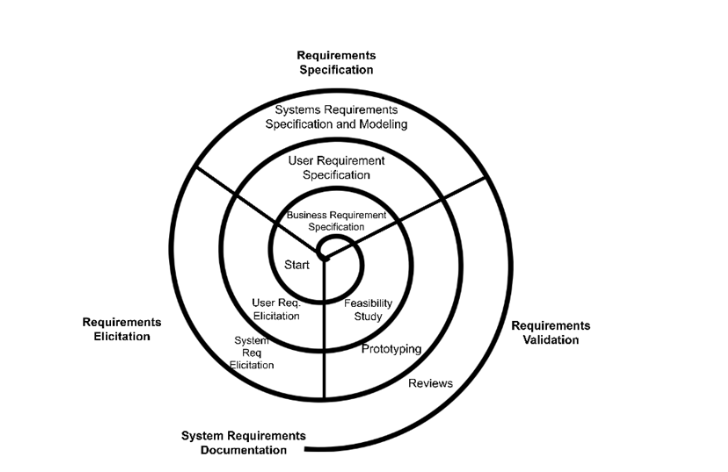 Requirements
Specification
Systems Requirements
Specification and Modeling
User Requirement
Specification
Business Requirement
Specification
Start
User Req.
Elicitation
Feasibility
Study
Requirements
Elicitation
Requirements
Validation
System
Req
Elicitation
Prototyping
Reviews
System Requirements
Documentation